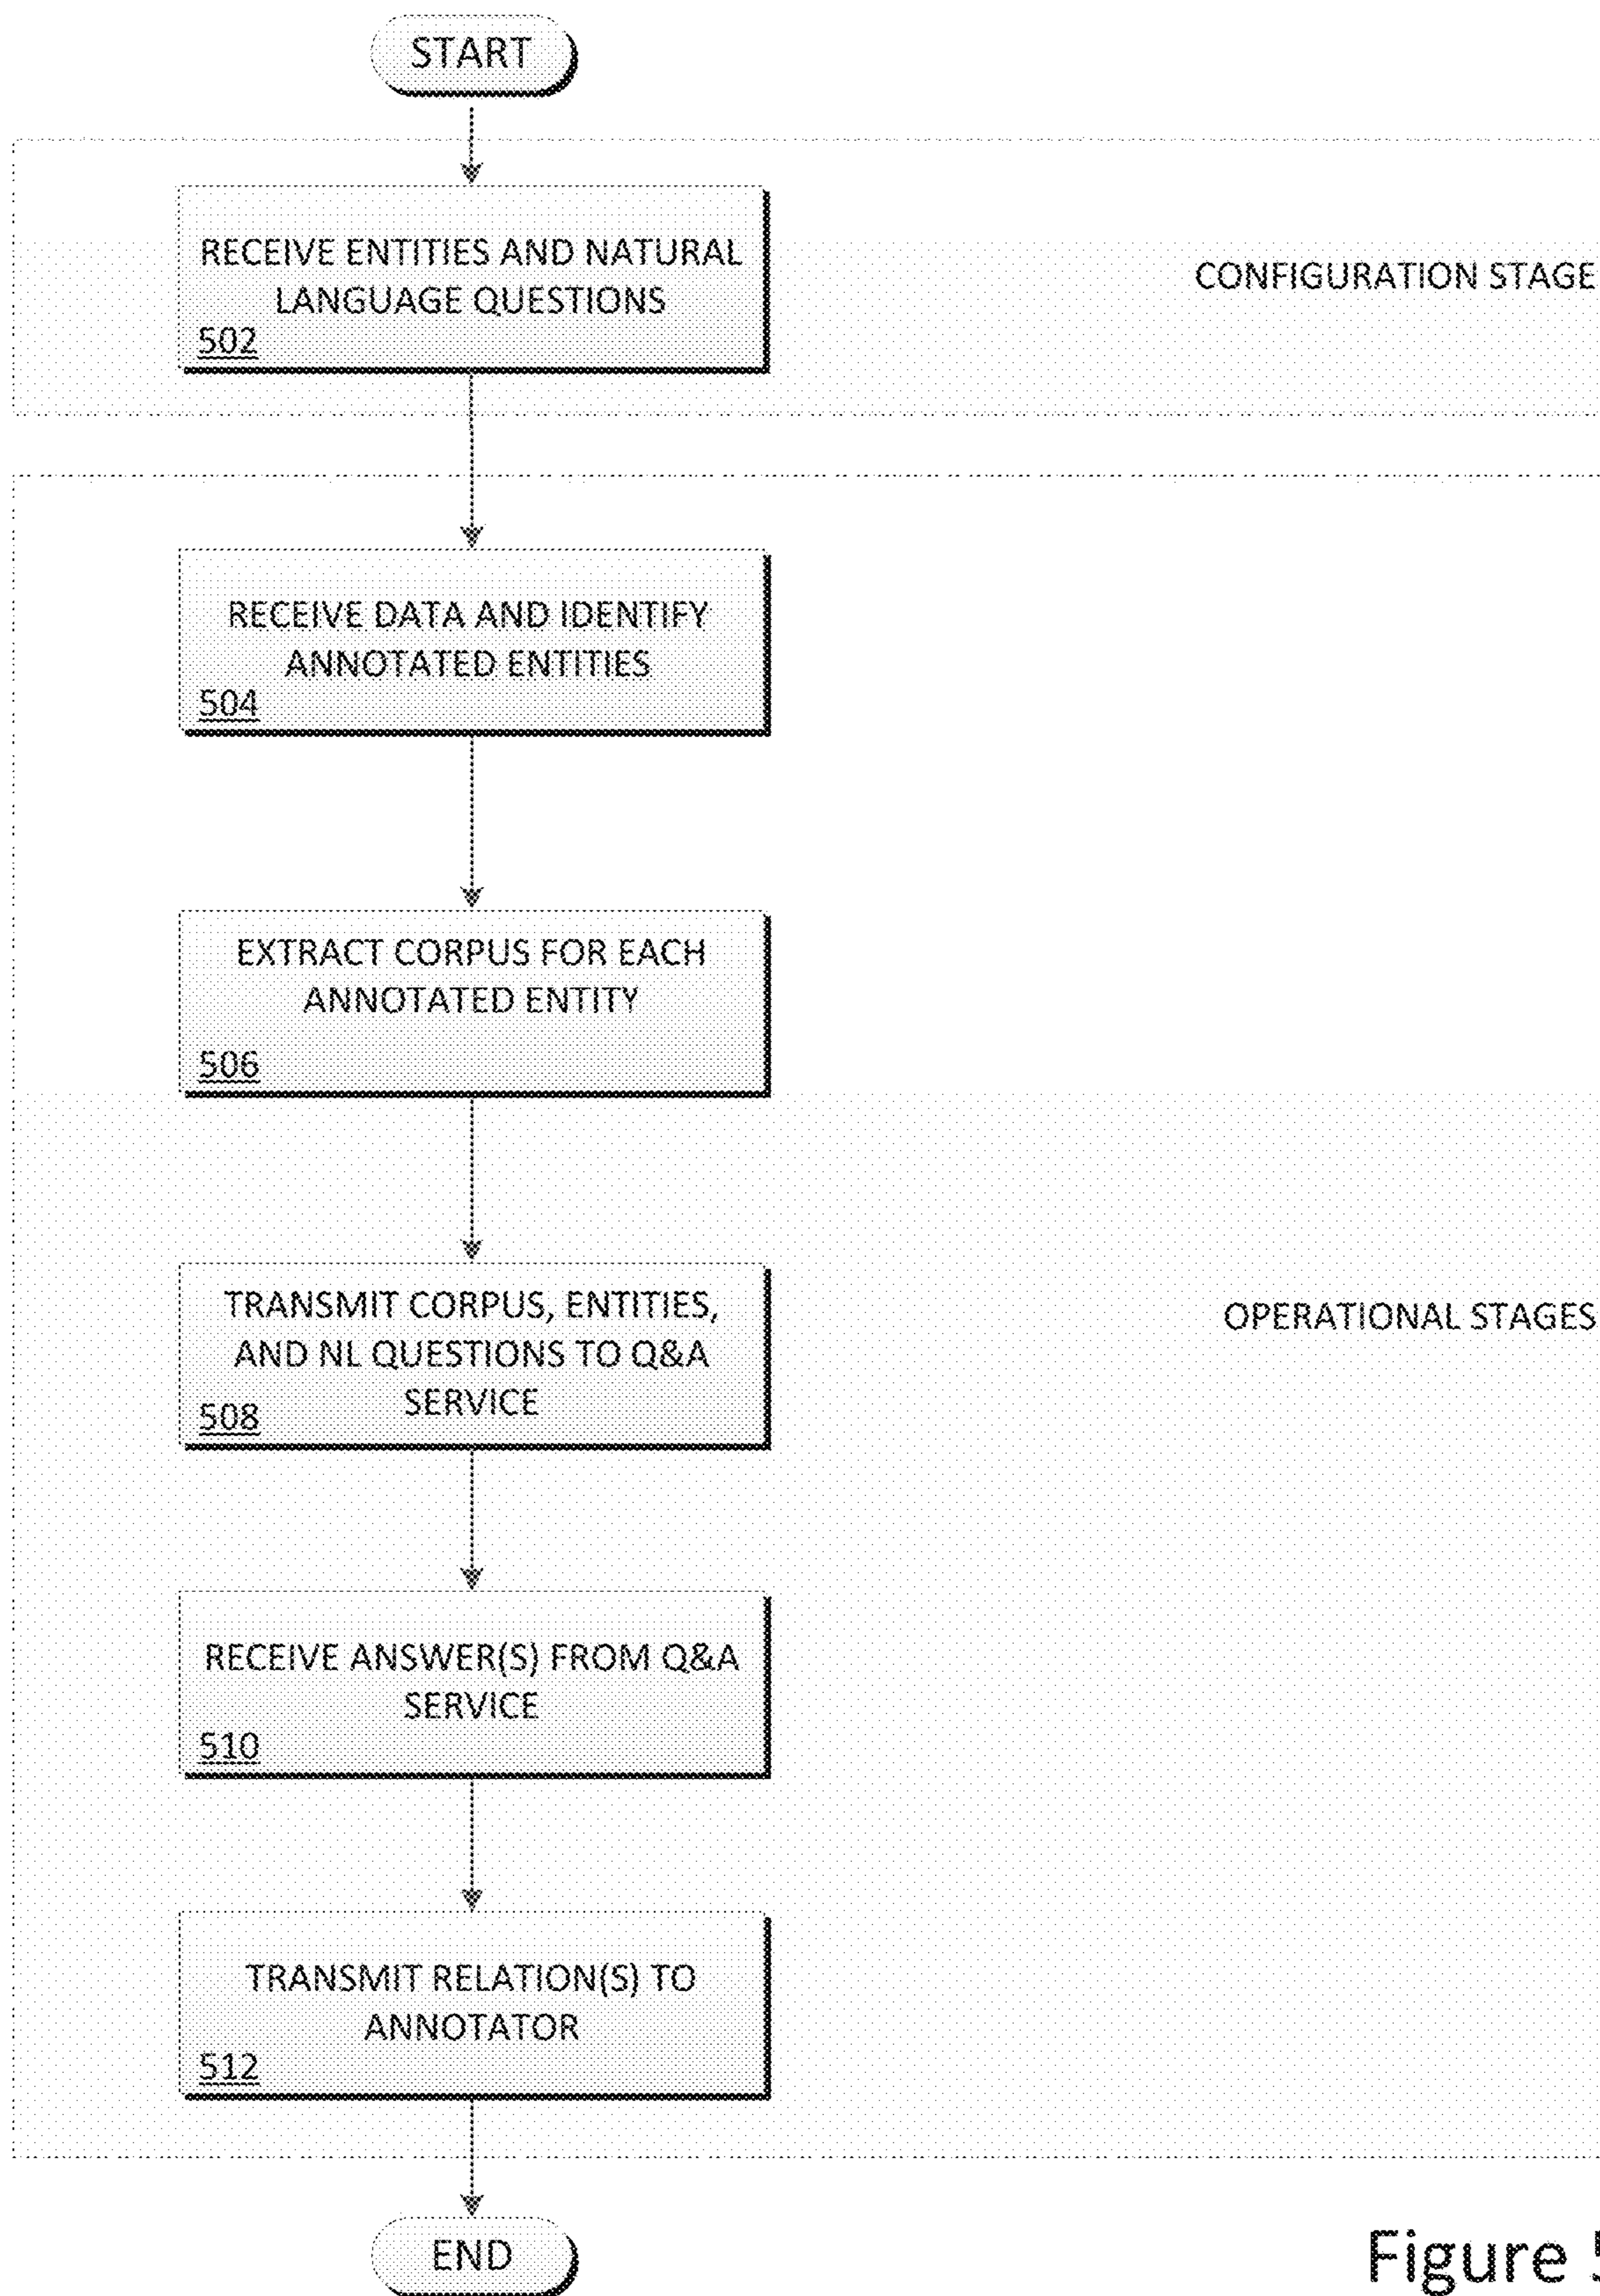 START
RECEIVE ENTITIES AND NATURAL
LANGUAGE QUESTIONS
502
CONFIGURATION STAGE
RECEIVE DATA AND IDENTIFY
ANNOTATED ENTITIES
504
EXTRACT CORPUS FOR EACH
ANNOTATED ENTITY
506
TRANSMIT CORPUS, ENTITIES,
AND NL QUESTIONS TO Q&A
SERVICE
508
OPERATIONAL STAGES
RECEIVE ANSWER(S) FROM Q&A
SERVICE
510
TRANSMIT RELATION(S) TO
ANNOTATOR
512
END
Figure 5